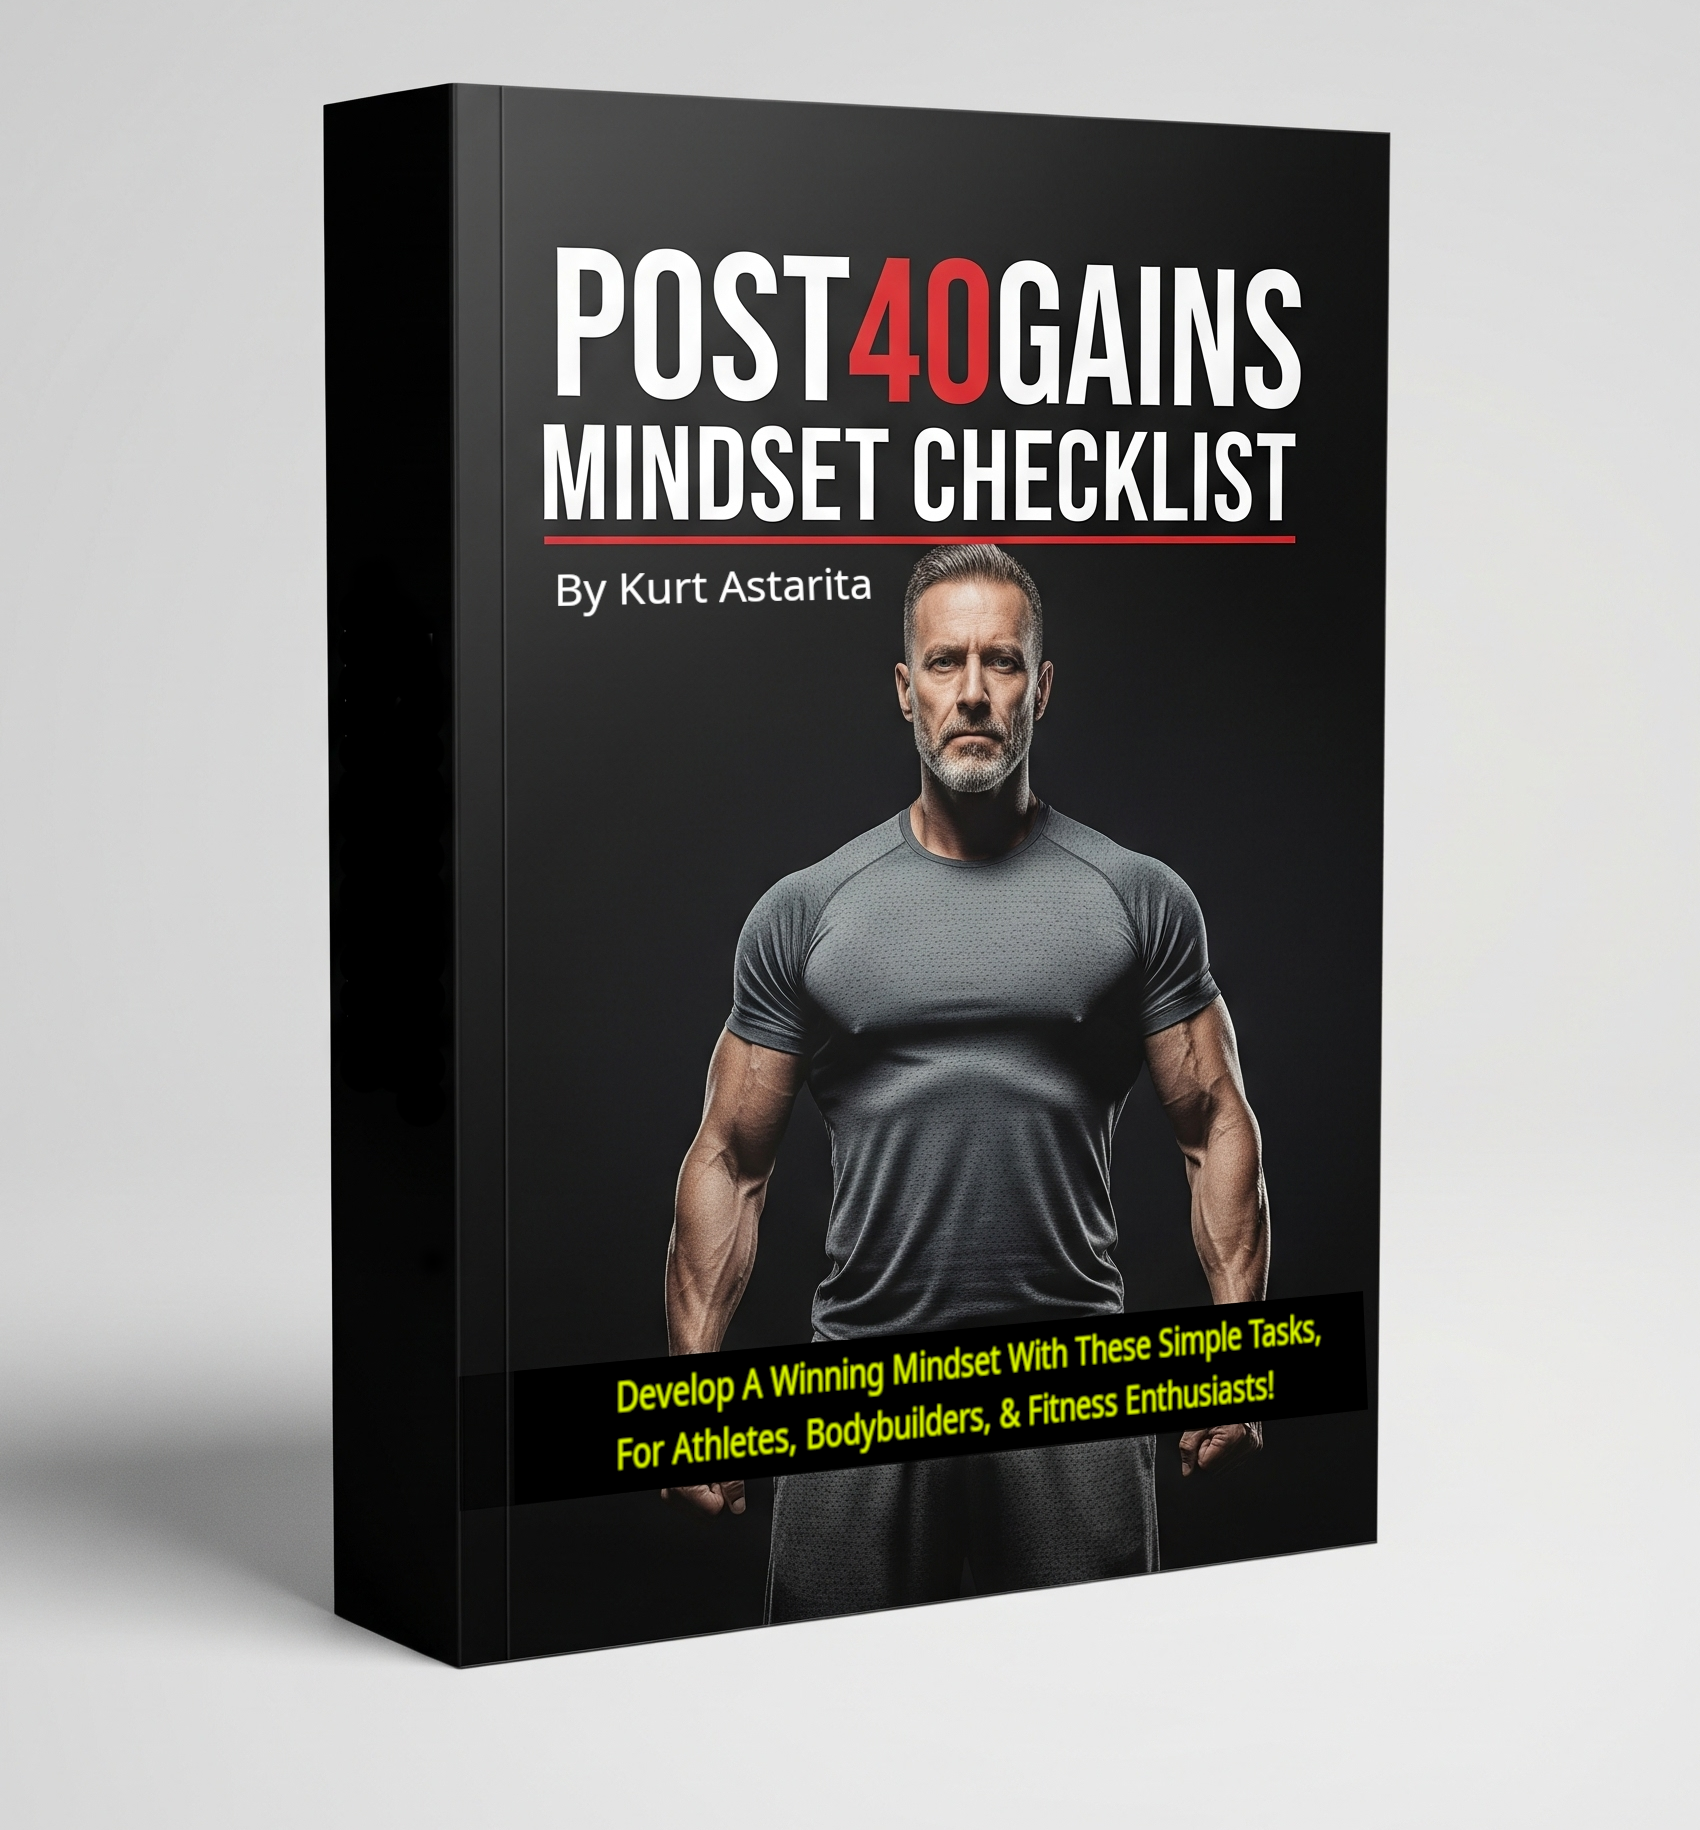 POST40GAINS
MINDSET CHECKLIST
By Kurt Astarita
Develop A Winning Mindset With These Simple Tasks,
For Athletes, Bodybuilders, & Fitness Enthusiasts!